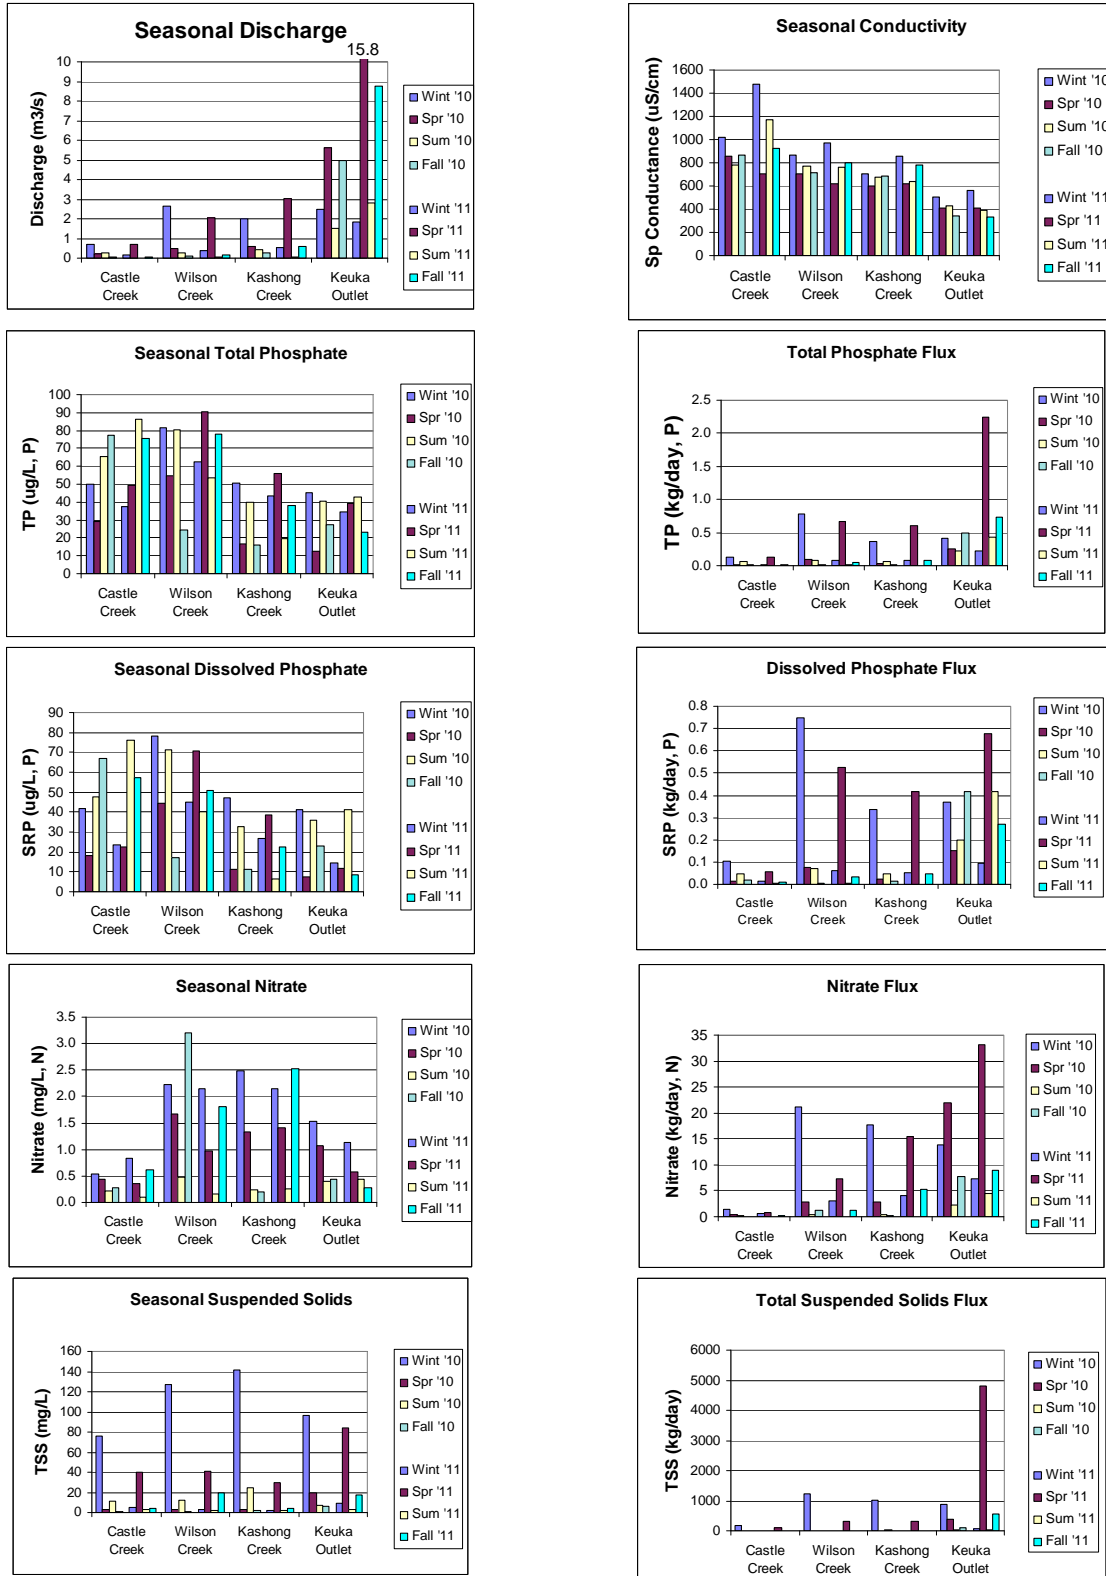 Seasonal Discharge
15.8
10
9
8
7
6
5
4
3
2
1
0
Discharge (m3/s)
Castle
Creek
Wilson
Creek
Kashong
Creek
Keuka
Outlet
Wint '10
Spr '10
Sum '10
Fall '10
Wint '11
Spr '11
Sum '11
Fall '11
Seasonal Conductivity
1600
1400
1200
1000
800
600
400
200
0
Sp Conductance (uS/cm)
Castle
Creek
Wilson
Creek
Kashong
Creek
Keuka
Outlet
Wint '10
Spr '10
Sum '10
Fall '10
Wint '11
Spr '11
Sum '11
Fall '11
Seasonal Total Phosphate
100
90
80
70
60
50
40
30
20
10
0
TP (ug/L, P)
Castle
Creek
Wilson
Creek
Kashong
Creek
Keuka
Outlet
Wint '10
Spr '10
Sum '10
Fall '10
Wint '11
Spr '11
Sum '11
Fall '11
Total Phosphate Flux
2.5
2.0
1.5
1.0
0.5
0.0
TP (kg/day, P)
Castle
Creek
Wilson
Creek
Kashong
Creek
Keuka
Outlet
Wint '10
Spr '10
Sum '10
Fall '10
Wint '11
Spr '11
Sum '11
Fall '11
Seasonal Dissolved Phosphate
90
80
70
60
50
40
30
20
10
0
SRP (ug/L, P)
Castle
Creek
Wilson
Creek
Kashong
Creek
Keuka
Outlet
Wint '10
Spr '10
Sum '10
Fall '10
Wint '11
Spr '11
Sum '11
Fall '11
Dissolved Phosphate Flux
0.8
0.7
0.6
0.5
0.4
0.3
0.2
0.1
0.0
SRP (kg/day, P)
Castle
Creek
Wilson
Creek
Kashong
Creek
Keuka
Outlet
Wint '10
Spr '10
Sum '10
Fall '10
Wint '11
Spr '11
Sum '11
Fall '11
Seasonal Nitrate
3.5
3.0
2.5
2.0
1.5
1.0
0.5
0.0
Nitrate (mg/L, N)
Castle
Creek
Wilson
Creek
Kashong
Creek
Keuka
Outlet
Wint '10
Spr '10
Sum '10
Fall '10
Wint '11
Spr '11
Sum '11
Fall '11
Nitrate Flux
35
30
25
20
15
10
5
0
Nitrate (kg/day, N)
Castle
Creek
Wilson
Creek
Kashong
Creek
Keuka
Outlet
Wint '10
Spr '10
Sum '10
Fall '10
Wint '11
Spr '11
Sum '11
Fall '11
Seasonal Suspended Solids
160
140
120
100
80
60
40
20
0
TSS (mg/L)
Castle
Creek
Wilson
Creek
Kashong
Creek
Keuka
Outlet
Wint '10
Spr '10
Sum '10
Fall '10
Wint '11
Spr '11
Sum '11
Fall '11
Total Suspended Solids Flux
6000
5000
4000
3000
2000
1000
0
TSS (kg/day)
Castle
Creek
Wilson
Creek
Kashong
Creek
Keuka
Outlet
Wint '10
Spr '10
Sum '10
Fall '10
Wint '11
Spr '11
Sum '11
Fall '11